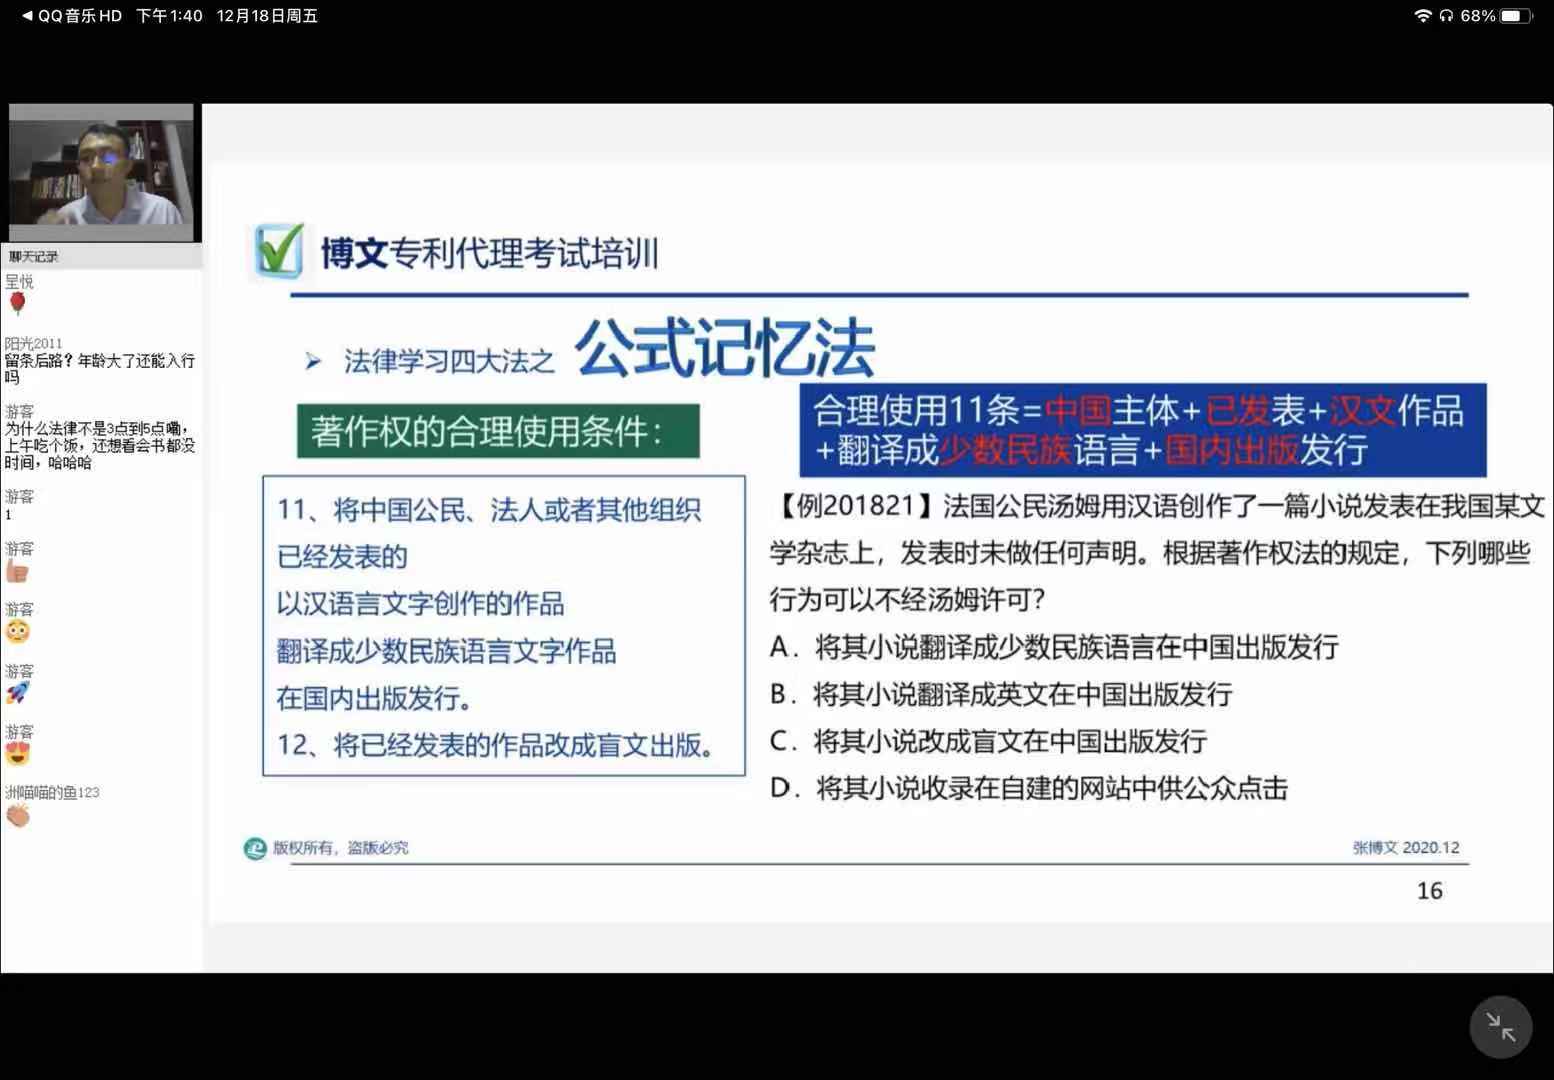 ◀ QQ音乐HD 下午1:40 12月18日周五
68%
聊天记录
呈悦
阳光2011
留条后路？年龄大了还能入行
吗
游客
为什么法律不是3点到5点嘞，
上午吃个饭，还想看会书都没
时间，哈哈哈
游客
1
游客
游客
游客
游客
洲喵喵的鱼123
博文专利代理考试培训
➢ 法律学习四大法之 公式记忆法
著作权的合理使用条件：
11、将中国公民、法人或者其他组织
已经发表的
以汉语言文字创作的作品
翻译成少数民族语言文字作品
在国内出版发行。
12、将已经发表的作品改成盲文出版。
合理使用11条=中国主体+已发表+汉文作品
+翻译成少数民族语言+国内出版发行
【例201821】法国公民汤姆用汉语创作了一篇小说发表在我国某文
学杂志上，发表时未做任何声明。根据著作权法的规定，下列哪些
行为可以不经汤姆许可？
A．将其小说翻译成少数民族语言在中国出版发行
B．将其小说翻译成英文在中国出版发行
C．将其小说改成盲文在中国出版发行
D．将其小说收录在自建的网站中供公众点击
版权所有，盗版必究
张博文 2020.12
16